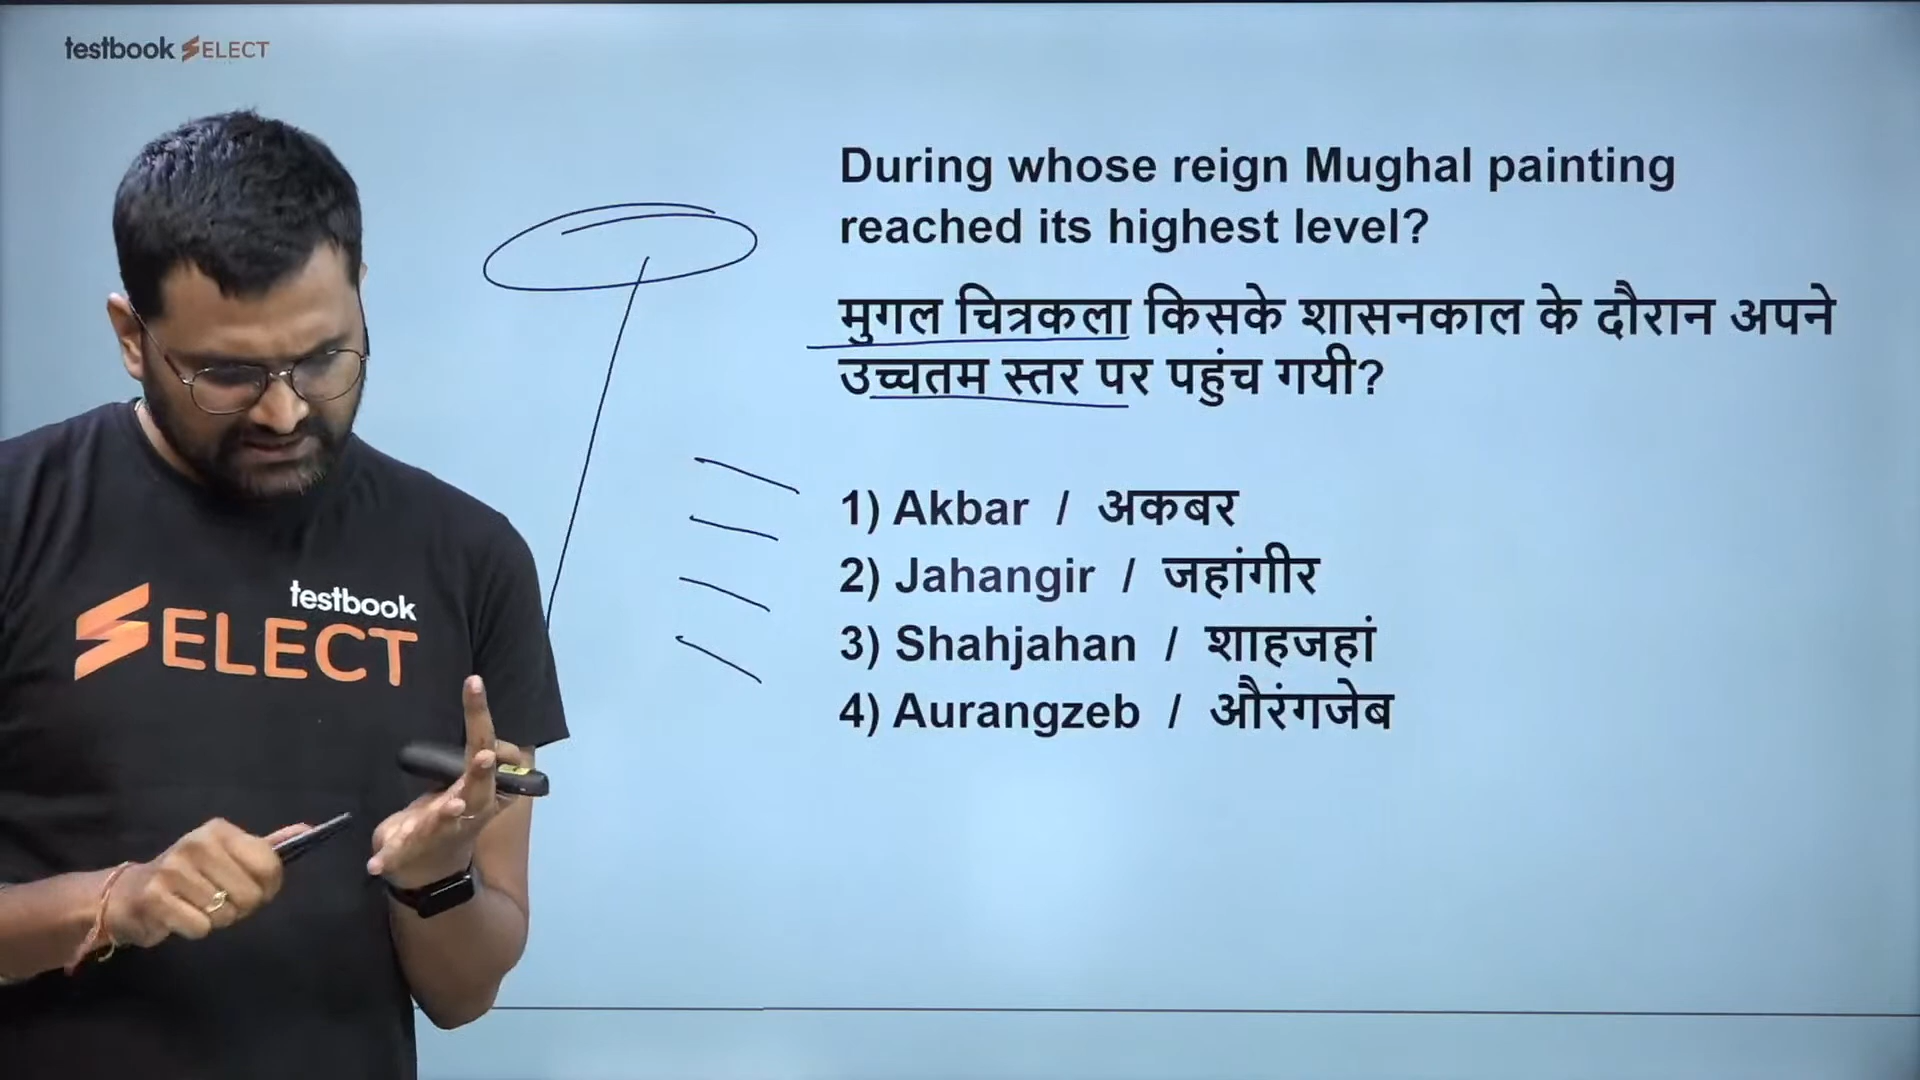 testbook SELECT
During whose reign Mughal painting
reached its highest level?
मुगल चित्रकला किसके शासनकाल के दौरान अपने
उच्चतम स्तर पर पहुंच गयी?
1) Akbar / अकबर
2) Jahangir / जहांगीर
3) Shahjahan / शाहजहां
4) Aurangzeb / औरंगजेब
testbook
SELECT